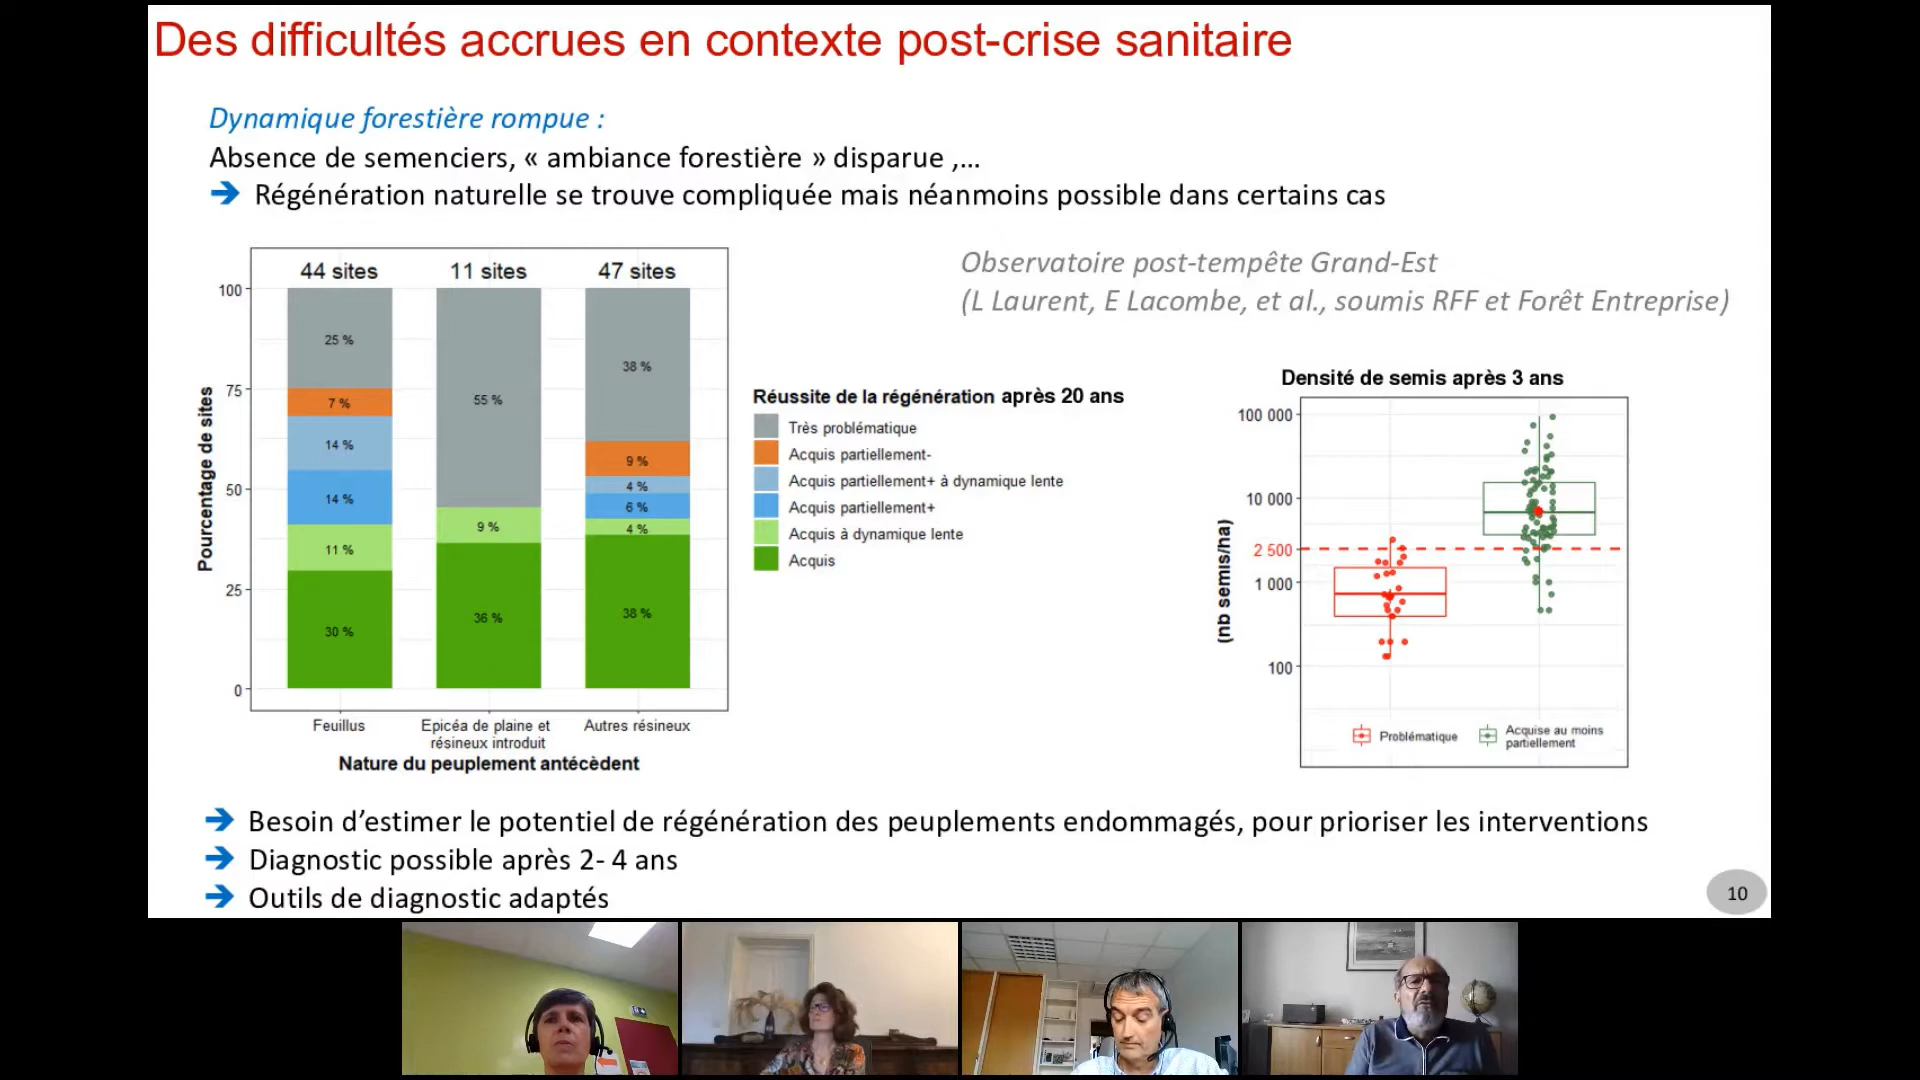 Des difficultés accrues en contexte post-crise sanitaire
Dynamique forestière rompue :
Absence de semenciers, « ambiance forestière » disparue ,...
Régénération naturelle se trouve compliquée mais néanmoins possible dans certains cas
Observatoire post-tempête Grand-Est
(L Laurent, E Lacombe, et al., soumis RFF et Forêt Entreprise)
44 sites
11 sites
47 sites
Pourcentage de sites
100
75
50
25
0
25 %
7 %
14 %
14 %
11 %
30 %
55 %
9 %
36 %
38 %
9 %
4 %
6 %
4 %
38 %
Feuillus
Epicéa de plaine et
résineux introduit
Autres résineux
Nature du peuplement antécèdent
Réussite de la régénération après 20 ans
Très problématique
Acquis partiellement-
Acquis partiellement+ à dynamique lente
Acquis partiellement+
Acquis à dynamique lente
Acquis
Densité de semis après 3 ans
(nb semis/ha)
100 000
10 000
2 500
1 000
100
Problématique
Acquise au moins
partiellement
Besoin d'estimer le potentiel de régénération des peuplements endommagés, pour prioriser les interventions
Diagnostic possible après 2- 4 ans
Outils de diagnostic adaptés
10